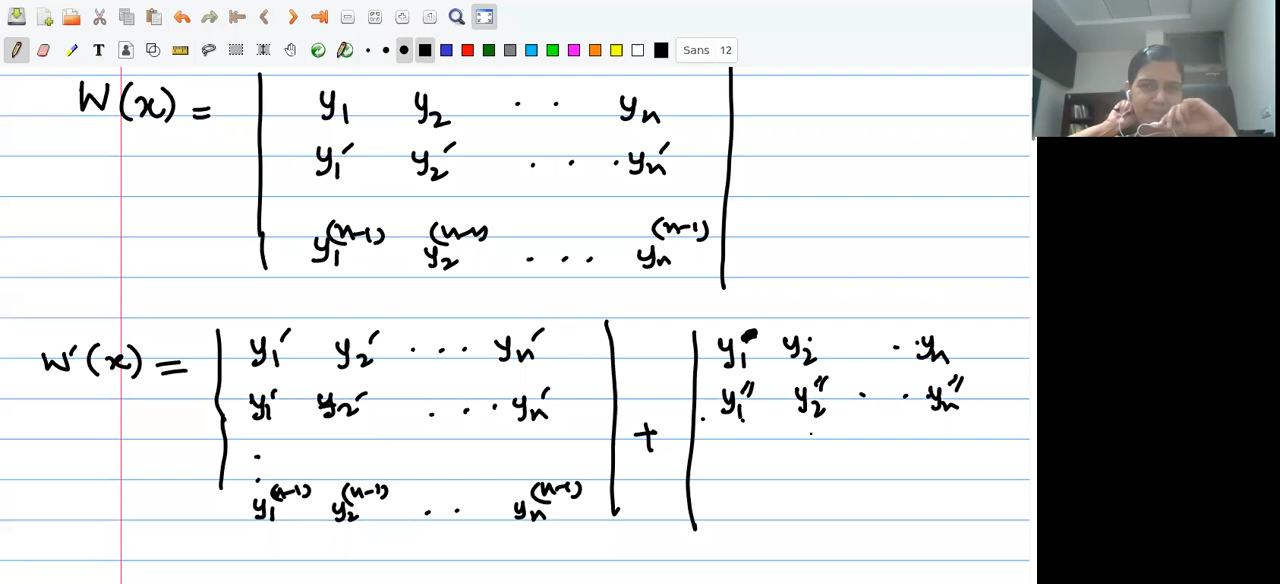 Sans 12
W(x) = | y₁ y₂ . . yₙ |
| y₁′ y₂′ . . . yₙ′ |
| y₁⁽ⁿ⁻¹⁾ y₂⁽ⁿ⁻¹⁾ . . . yₙ⁽ⁿ⁻¹⁾ |
W′(x) = | y₁′ y₂′ . . . yₙ′ | + | y₁ y₂ . . yₙ |
| y₁′ y₂′ . . . yₙ′ | | y₁″ y₂″ . . yₙ″ |
| y₁⁽ⁿ⁻¹⁾ y₂⁽ⁿ⁻¹⁾ . . yₙ⁽ⁿ⁻¹⁾ |